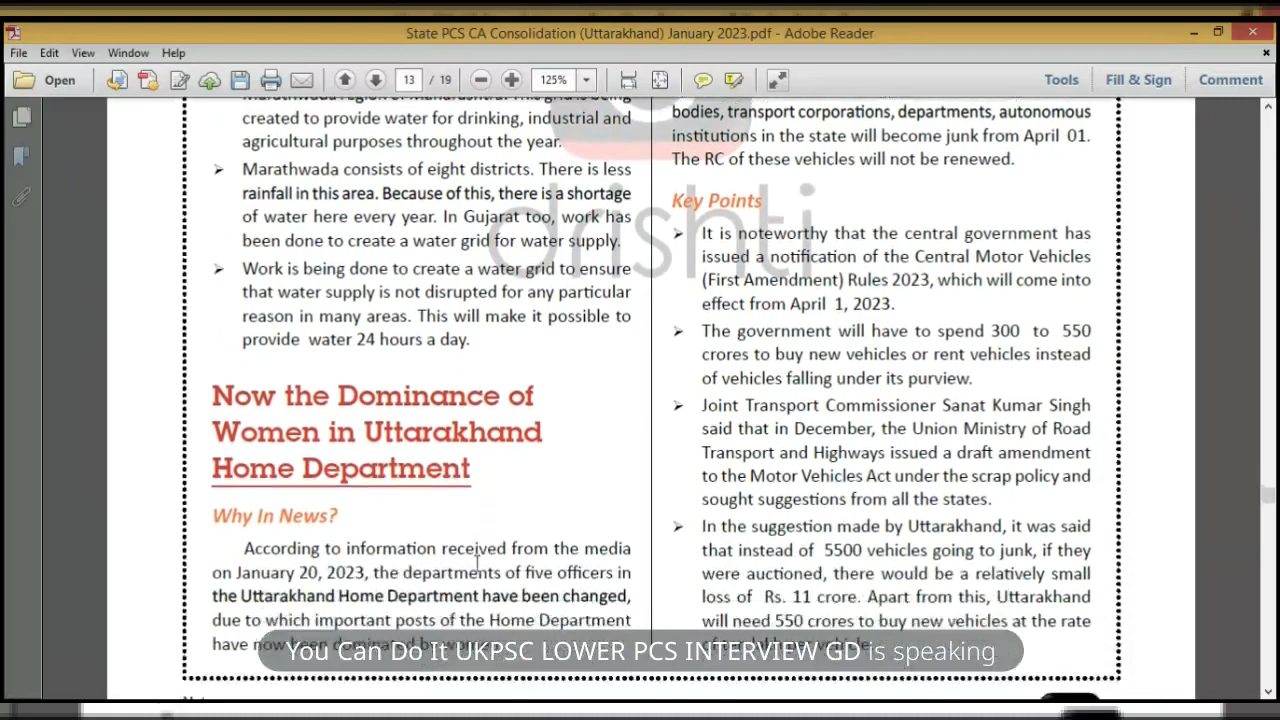 State PCS CA Consolidation (Uttarakhand) January 2023.pdf - Adobe Reader
File Edit View Window Help
Open 13 / 19 125% Tools Fill & Sign Comment
Marathwada region of Maharashtra. This grid is being
created to provide water for drinking, industrial and
agricultural purposes throughout the year.
➢ Marathwada consists of eight districts. There is less
rainfall in this area. Because of this, there is a shortage
of water here every year. In Gujarat too, work has
been done to create a water grid for water supply.
➢ Work is being done to create a water grid to ensure
that water supply is not disrupted for any particular
reason in many areas. This will make it possible to
provide water 24 hours a day.
Now the Dominance of
Women in Uttarakhand
Home Department
Why In News?
According to information received from the media
on January 20, 2023, the departments of five officers in
the Uttarakhand Home Department have been changed,
due to which important posts of the Home Department
have now been dominated by women.
bodies, transport corporations, departments, autonomous
institutions in the state will become junk from April 01.
The RC of these vehicles will not be renewed.
Key Points
➢ It is noteworthy that the central government has
issued a notification of the Central Motor Vehicles
(First Amendment) Rules 2023, which will come into
effect from April 1, 2023.
➢ The government will have to spend 300 to 550
crores to buy new vehicles or rent vehicles instead
of vehicles falling under its purview.
➢ Joint Transport Commissioner Sanat Kumar Singh
said that in December, the Union Ministry of Road
Transport and Highways issued a draft amendment
to the Motor Vehicles Act under the scrap policy and
sought suggestions from all the states.
➢ In the suggestion made by Uttarakhand, it was said
that instead of 5500 vehicles going to junk, if they
were auctioned, there would be a relatively small
loss of Rs. 11 crore. Apart from this, Uttarakhand
will need 550 crores to buy new vehicles at the rate
drishti
You Can Do It UKPSC LOWER PCS INTERVIEW GD is speaking